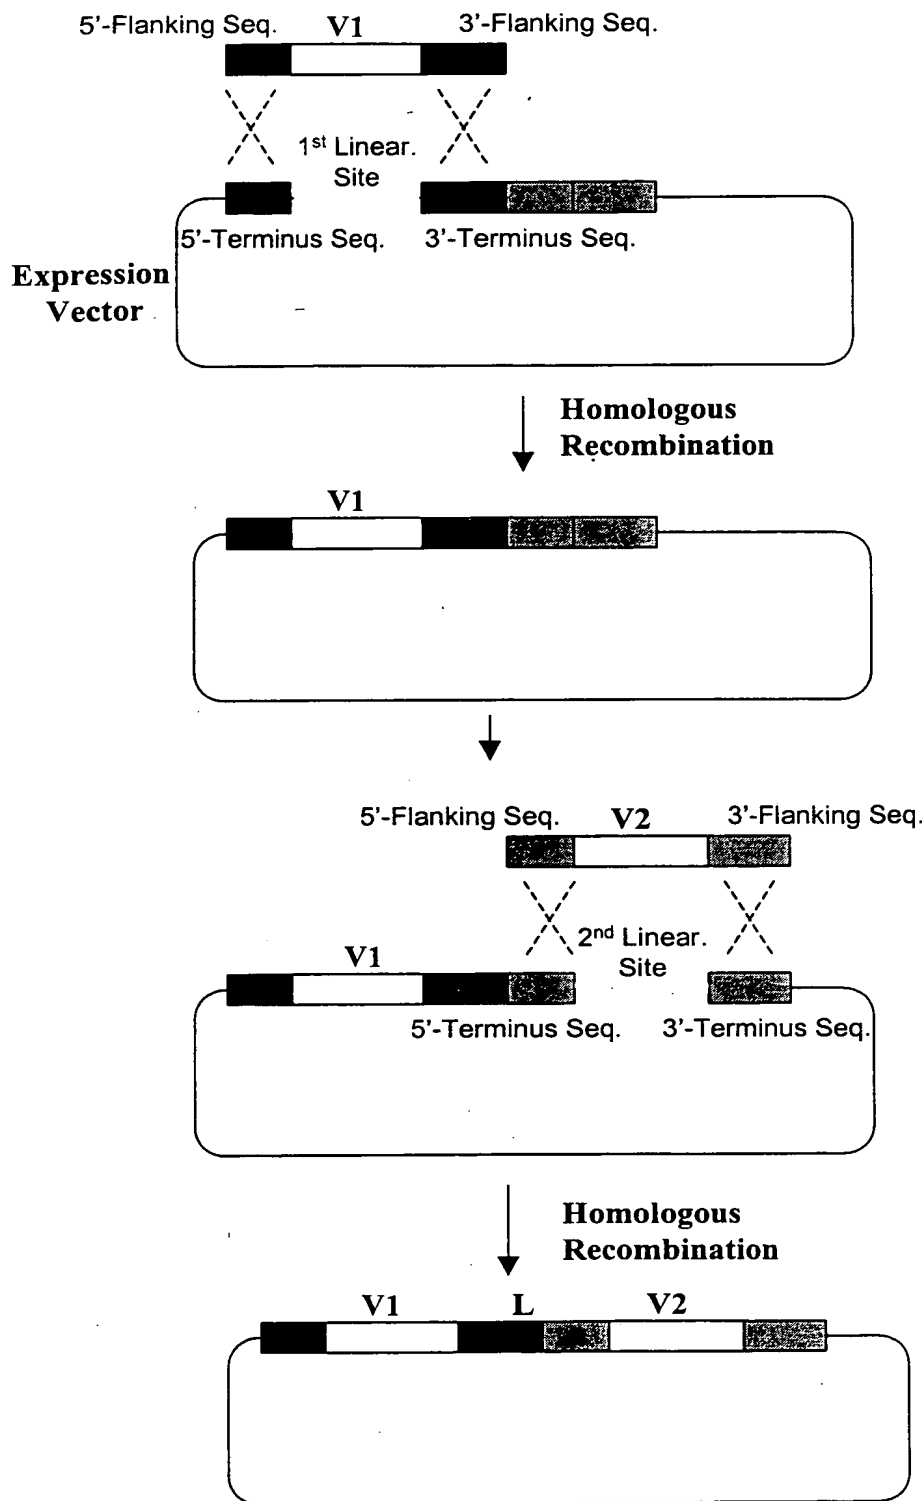 5'-Flanking Seq. V1 3'-Flanking Seq.
1st Linear.
Site
5'-Terminus Seq. 3'-Terminus Seq.
Expression
Vector
Homologous
Recombination
V1
5'-Flanking Seq. V2 3'-Flanking Seq.
2nd Linear.
Site
V1
5'-Terminus Seq. 3'-Terminus Seq.
Homologous
Recombination
V1 L V2